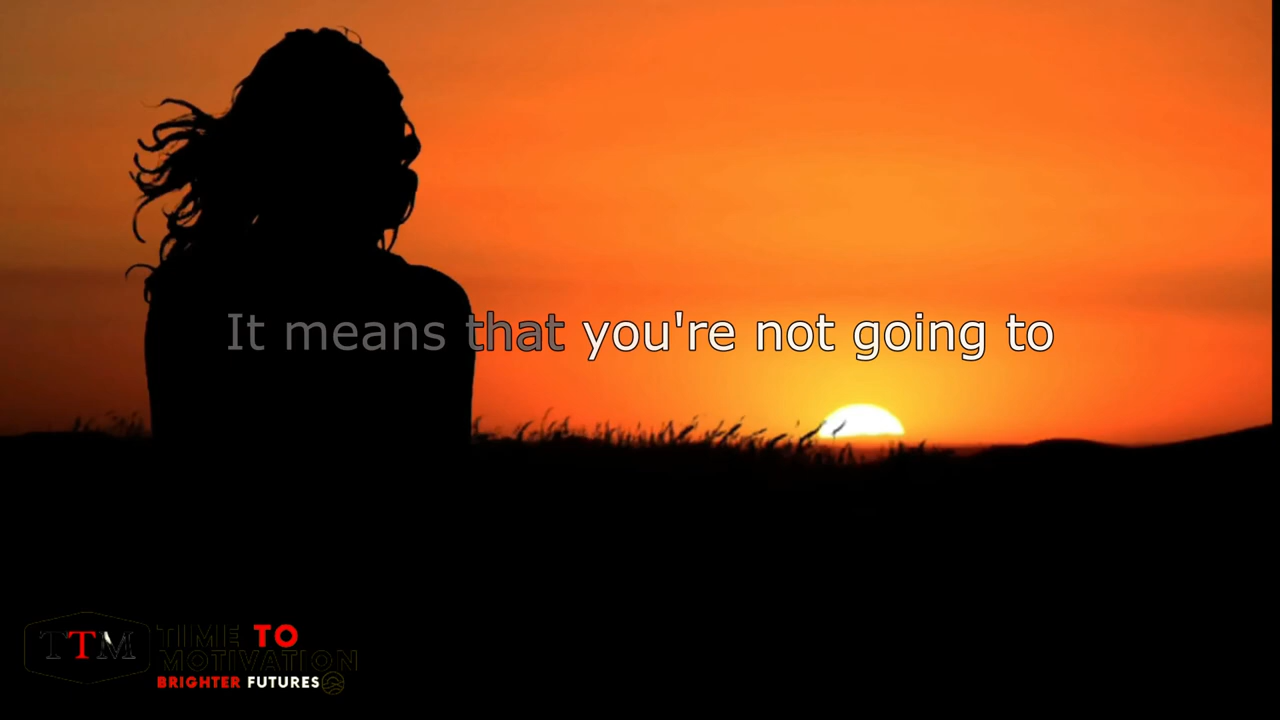 It means that you're not going to
TTM
TIME TO
MOTIVATION
BRIGHTER FUTURES